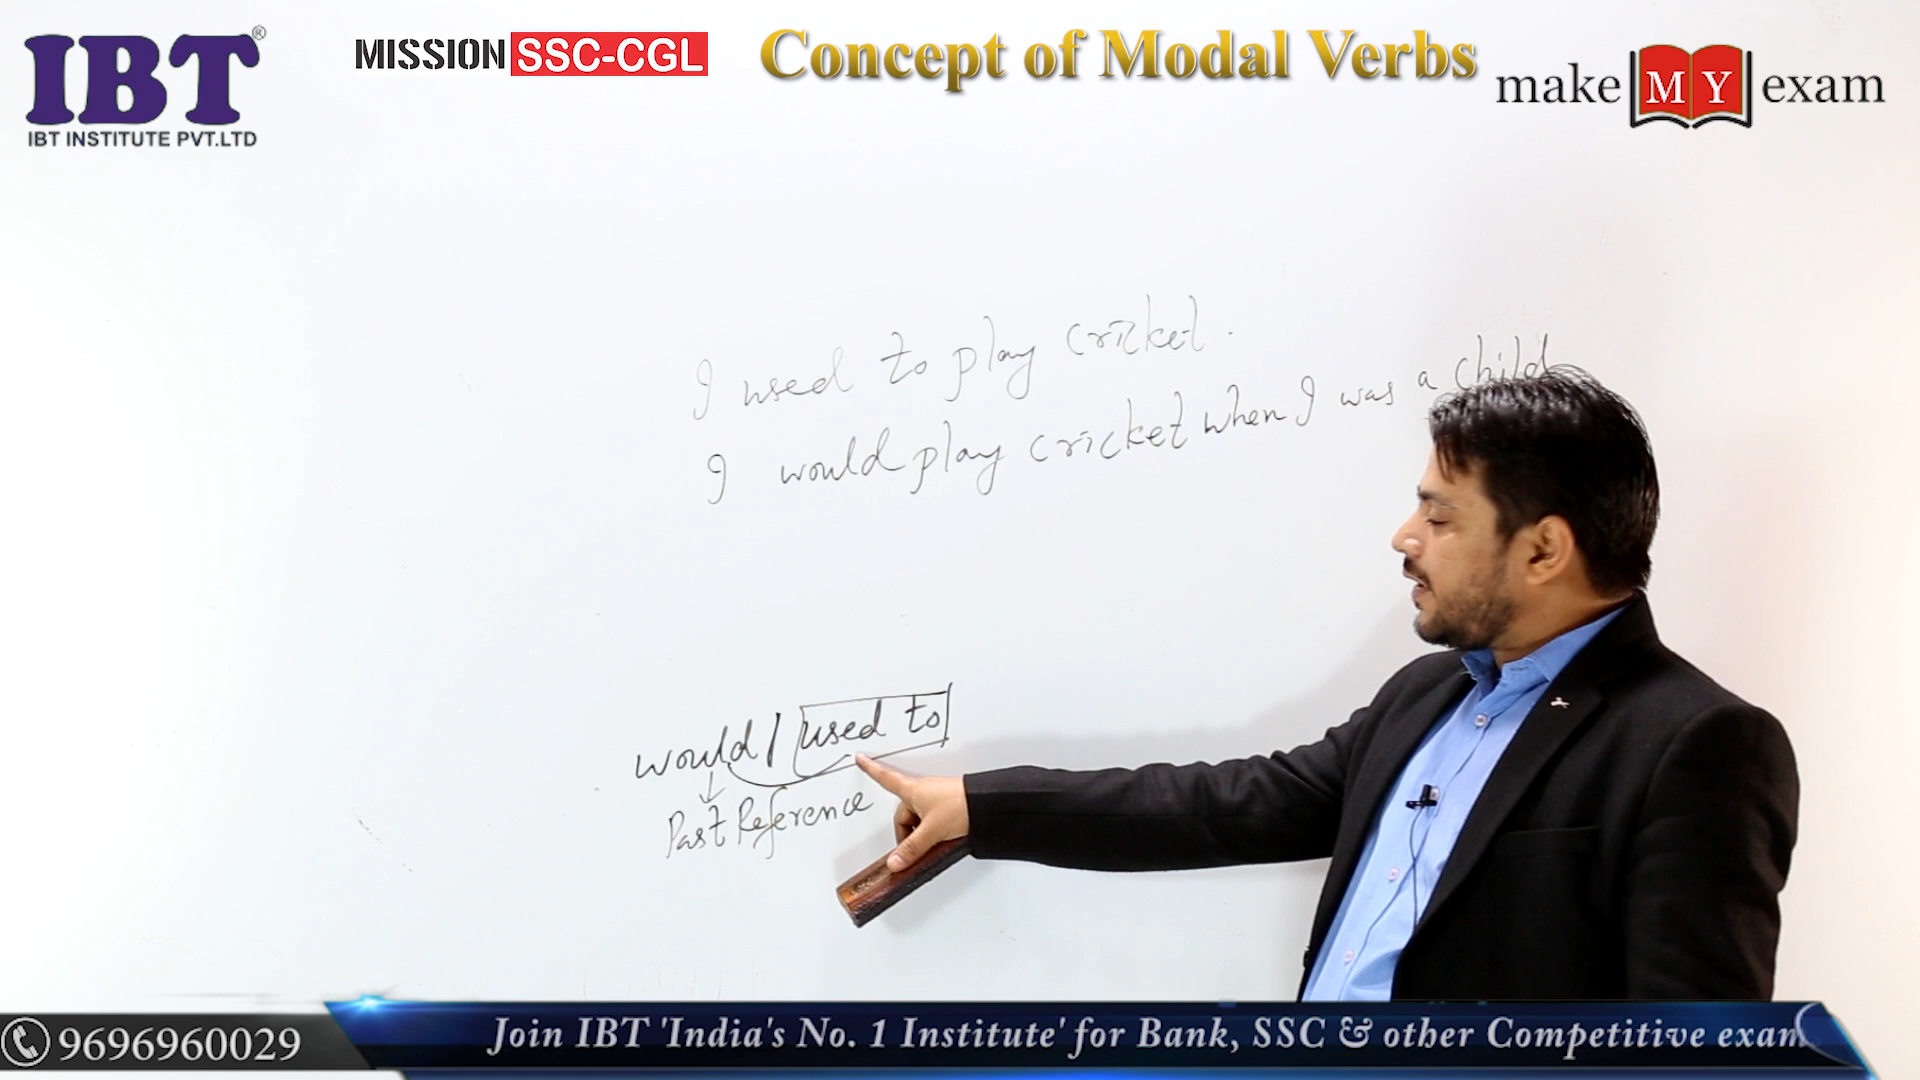 IBT®
IBT INSTITUTE PVT.LTD
MISSION SSC-CGL
Concept of Modal Verbs
make MY exam
I used to play cricket.
I would play cricket when I was a child
would / used to
Past Reference
9696960029
Join IBT 'India's No. 1 Institute' for Bank, SSC & other Competitive exam